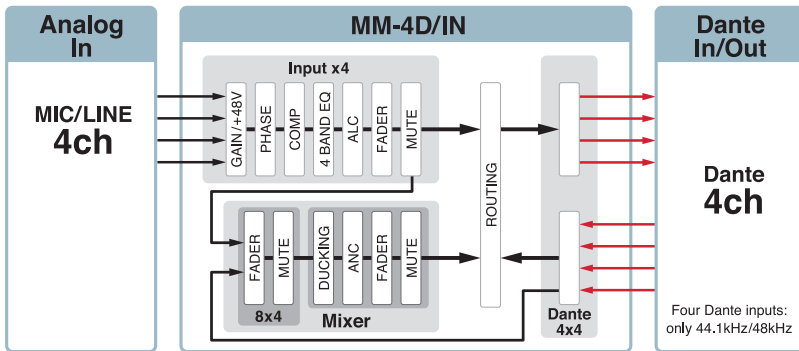 Analog
In
MIC/LINE
4ch
MM-4D/IN
Input x4
GAIN/+48V
PHASE
COMP
4 BAND EQ
ALC
FADER
MUTE
FADER
MUTE
8x4
DUCKING
ANC
FADER
MUTE
Mixer
ROUTING
Dante
4x4
Dante
In/Out
Dante
4ch
Four Dante inputs:
only 44.1kHz/48kHz